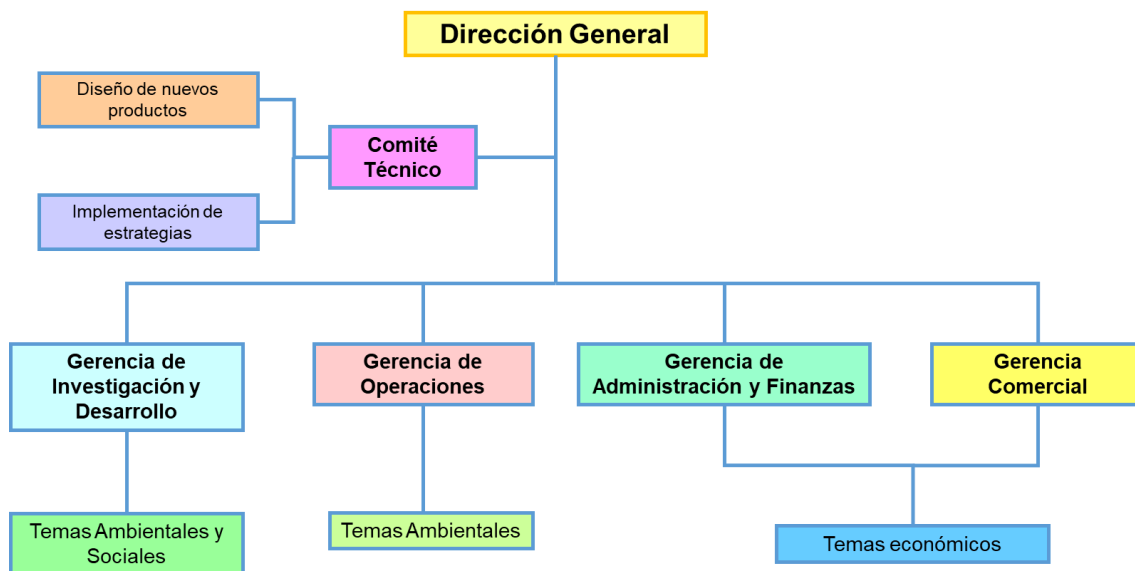 Dirección General
Diseño de nuevos
productos
Comité
Técnico
Implementación de
estrategias
Gerencia de
Investigación y
Desarrollo
Gerencia de
Operaciones
Gerencia de
Administración y Finanzas
Gerencia
Comercial
Temas Ambientales y
Sociales
Temas Ambientales
Temas económicos